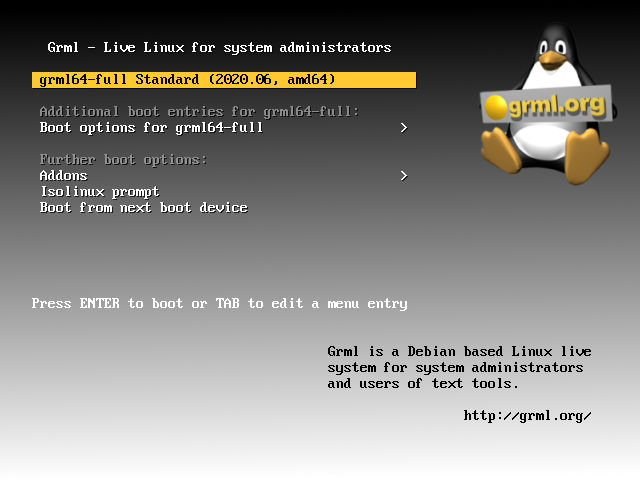 Grml - Live Linux for system administrators
grml64-full Standard (2020.06, amd64)
grml.org
Additional boot entries for grml64-full:
Boot options for grml64-full >
Further boot options:
Addons >
Isolinux prompt
Boot from next boot device
Press ENTER to boot or TAB to edit a menu entry
Grml is a Debian based Linux live
system for system administrators
and users of text tools.
http://grml.org/